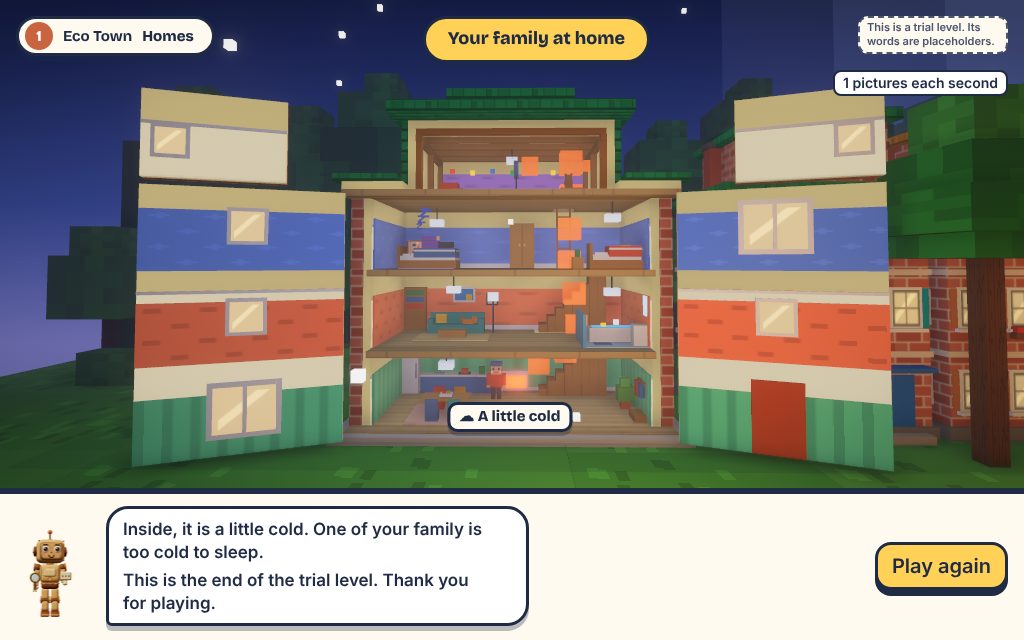 1 Eco Town Homes
Your family at home
This is a trial level. Its
words are placeholders.
1 pictures each second
☁ A little cold
Inside, it is a little cold. One of your family is
too cold to sleep.
This is the end of the trial level. Thank you
for playing.
Play again